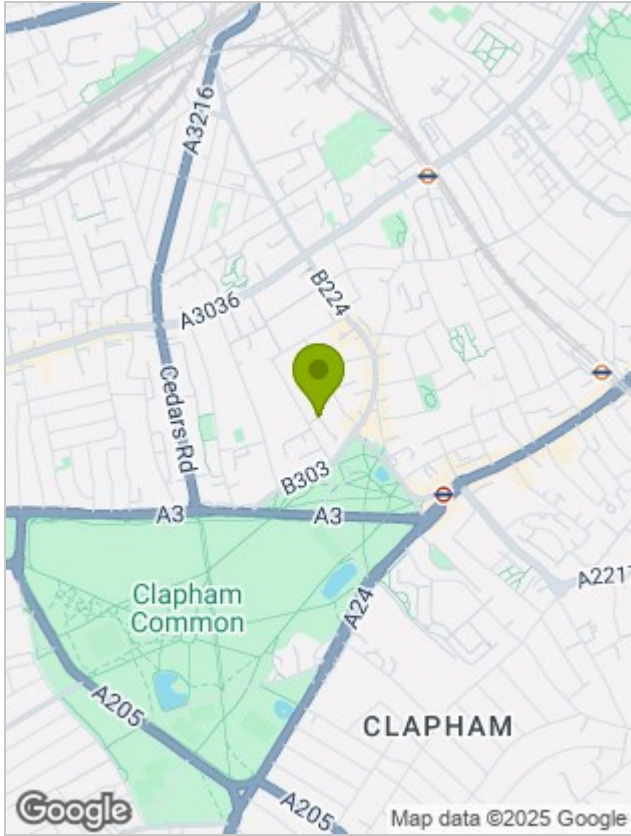 A3216
B224
A3036
Cedars Rd
B303
A3
A3
Clapham
Common
A24
A205
CLAPHAM
A205
Google
Map data ©2025 Google